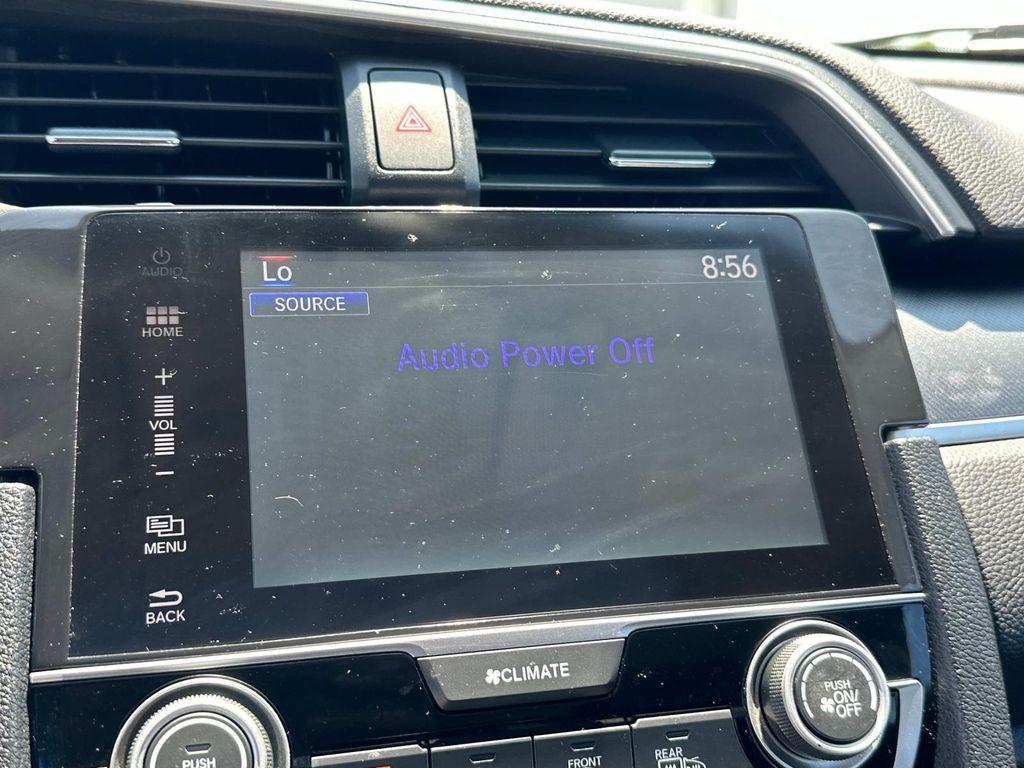 AUDIO
HOME
+
VOL
−
MENU
BACK
Lo
8:56
SOURCE
Audio Power Off
CLIMATE
PUSH
ON/
OFF
PUSH
FRONT
REAR